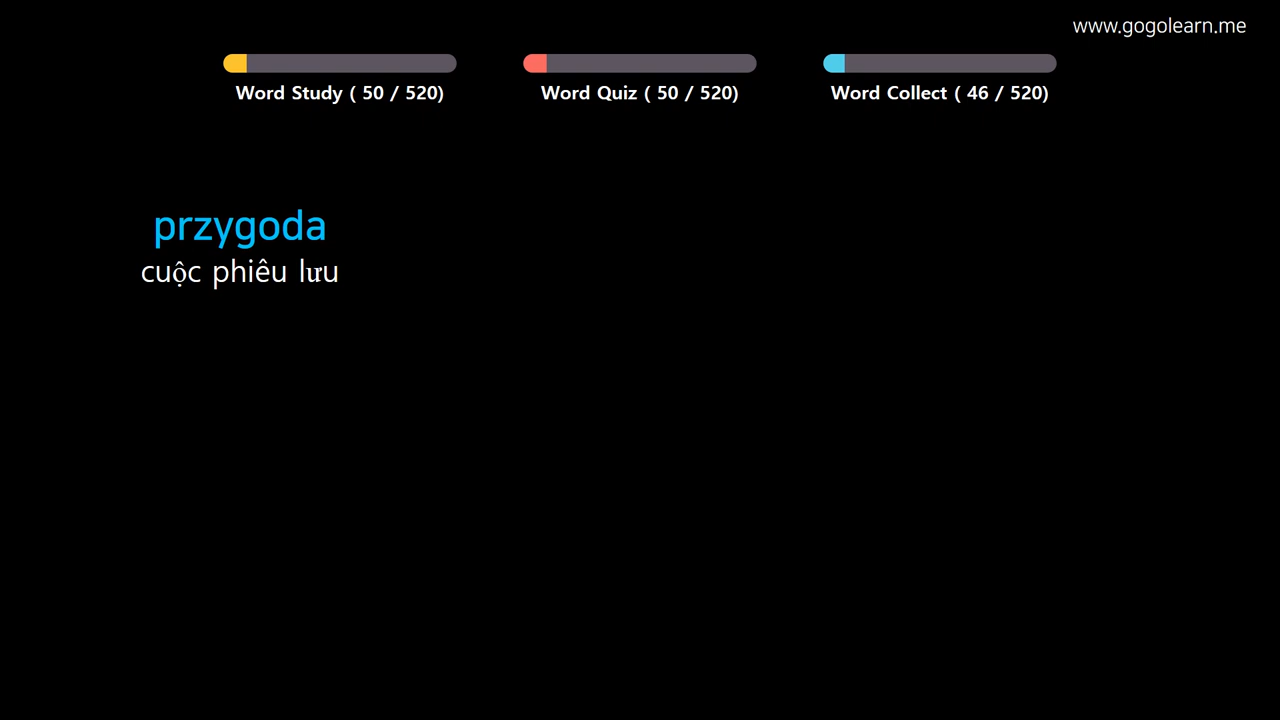 www.gogolearn.me
Word Study ( 50 / 520)
Word Quiz ( 50 / 520)
Word Collect ( 46 / 520)
przygoda
cuộc phiêu lưu